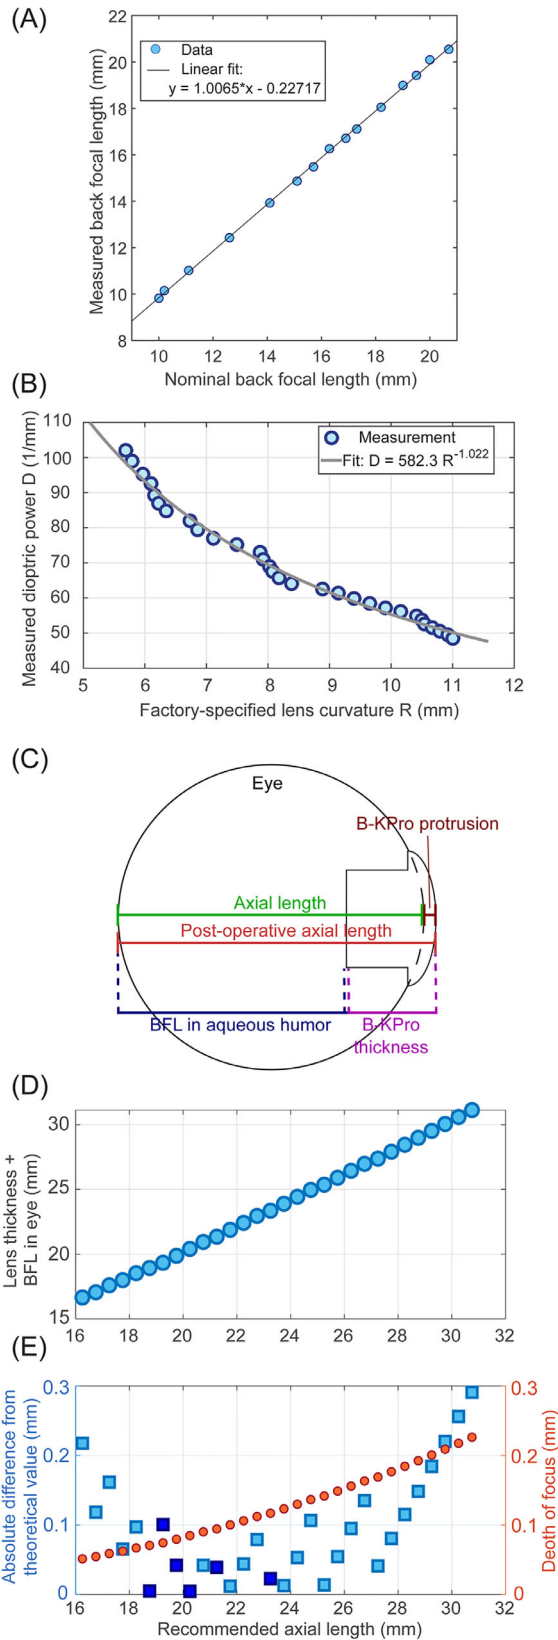 (A)
22
20
18
16
14
12
10
8
Measured back focal length (mm)
Data
Linear fit:
y = 1.0065*x - 0.22717
10 12 14 16 18 20
Nominal back focal length (mm)
(B)
110
100
90
80
70
60
50
40
Measured dioptric power D (1/mm)
Measurement
Fit: D = 582.3 R^-1.022
5 6 7 8 9 10 11 12
Factory-specified lens curvature R (mm)
(C)
Eye
B-KPro protrusion
Axial length
Post-operative axial length
BFL in aqueous humor
B-KPro
thickness
(D)
30
25
20
15
Lens thickness +
BFL in eye (mm)
16 18 20 22 24 26 28 30 32
(E)
0.3
0.2
0.1
0
Absolute difference from
theoretical value (mm)
0.3
0.2
0.1
0
Depth of focus (mm)
16 18 20 22 24 26 28 30 32
Recommended axial length (mm)